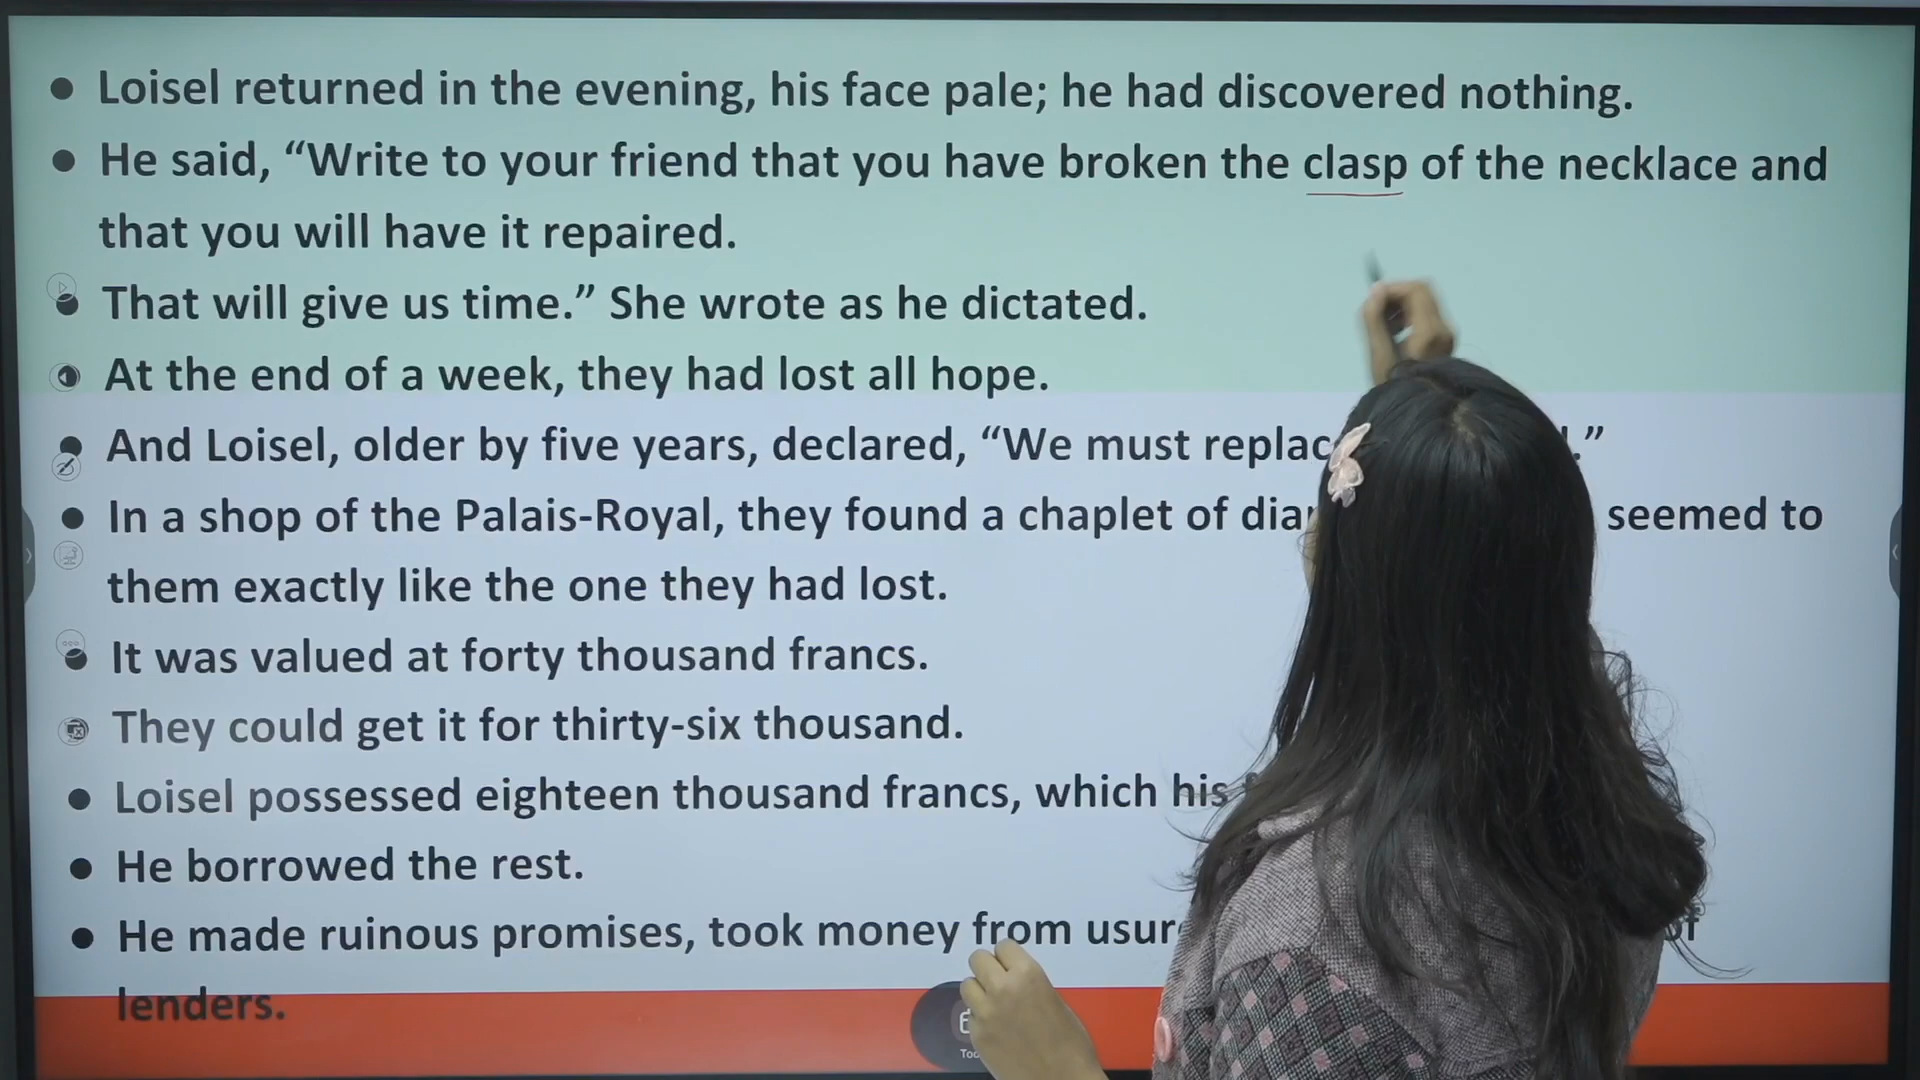 Loisel returned in the evening, his face pale; he had discovered nothing.
He said, “Write to your friend that you have broken the clasp of the necklace and
that you will have it repaired.
That will give us time.” She wrote as he dictated.
At the end of a week, they had lost all hope.
And Loisel, older by five years, declared, “We must .”
In a shop of the Palais-Royal, they found a chaplet of seemed to
them exactly like the one they had lost.
It was valued at forty thousand francs.
They could get it for thirty-six thousand.
Loisel possessed eighteen thousand francs, which his
He borrowed the rest.
He made ruinous promises, took money from of
lenders.